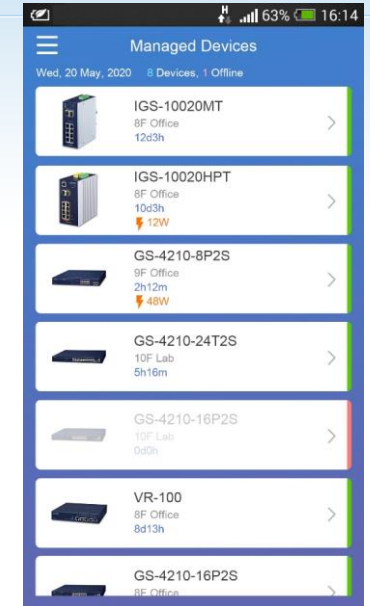 H 63% 16:14
Managed Devices
Wed, 20 May, 2020 8 Devices, 1 Offline
IGS-10020MT
8F Office
12d3h
IGS-10020HPT
8F Office
10d3h
12W
GS-4210-8P2S
9F Office
2h12m
48W
GS-4210-24T2S
10F Lab
5h16m
GS-4210-16P2S
10F Lab
0d0h
VR-100
8F Office
8d13h
GS-4210-16P2S
8F Office